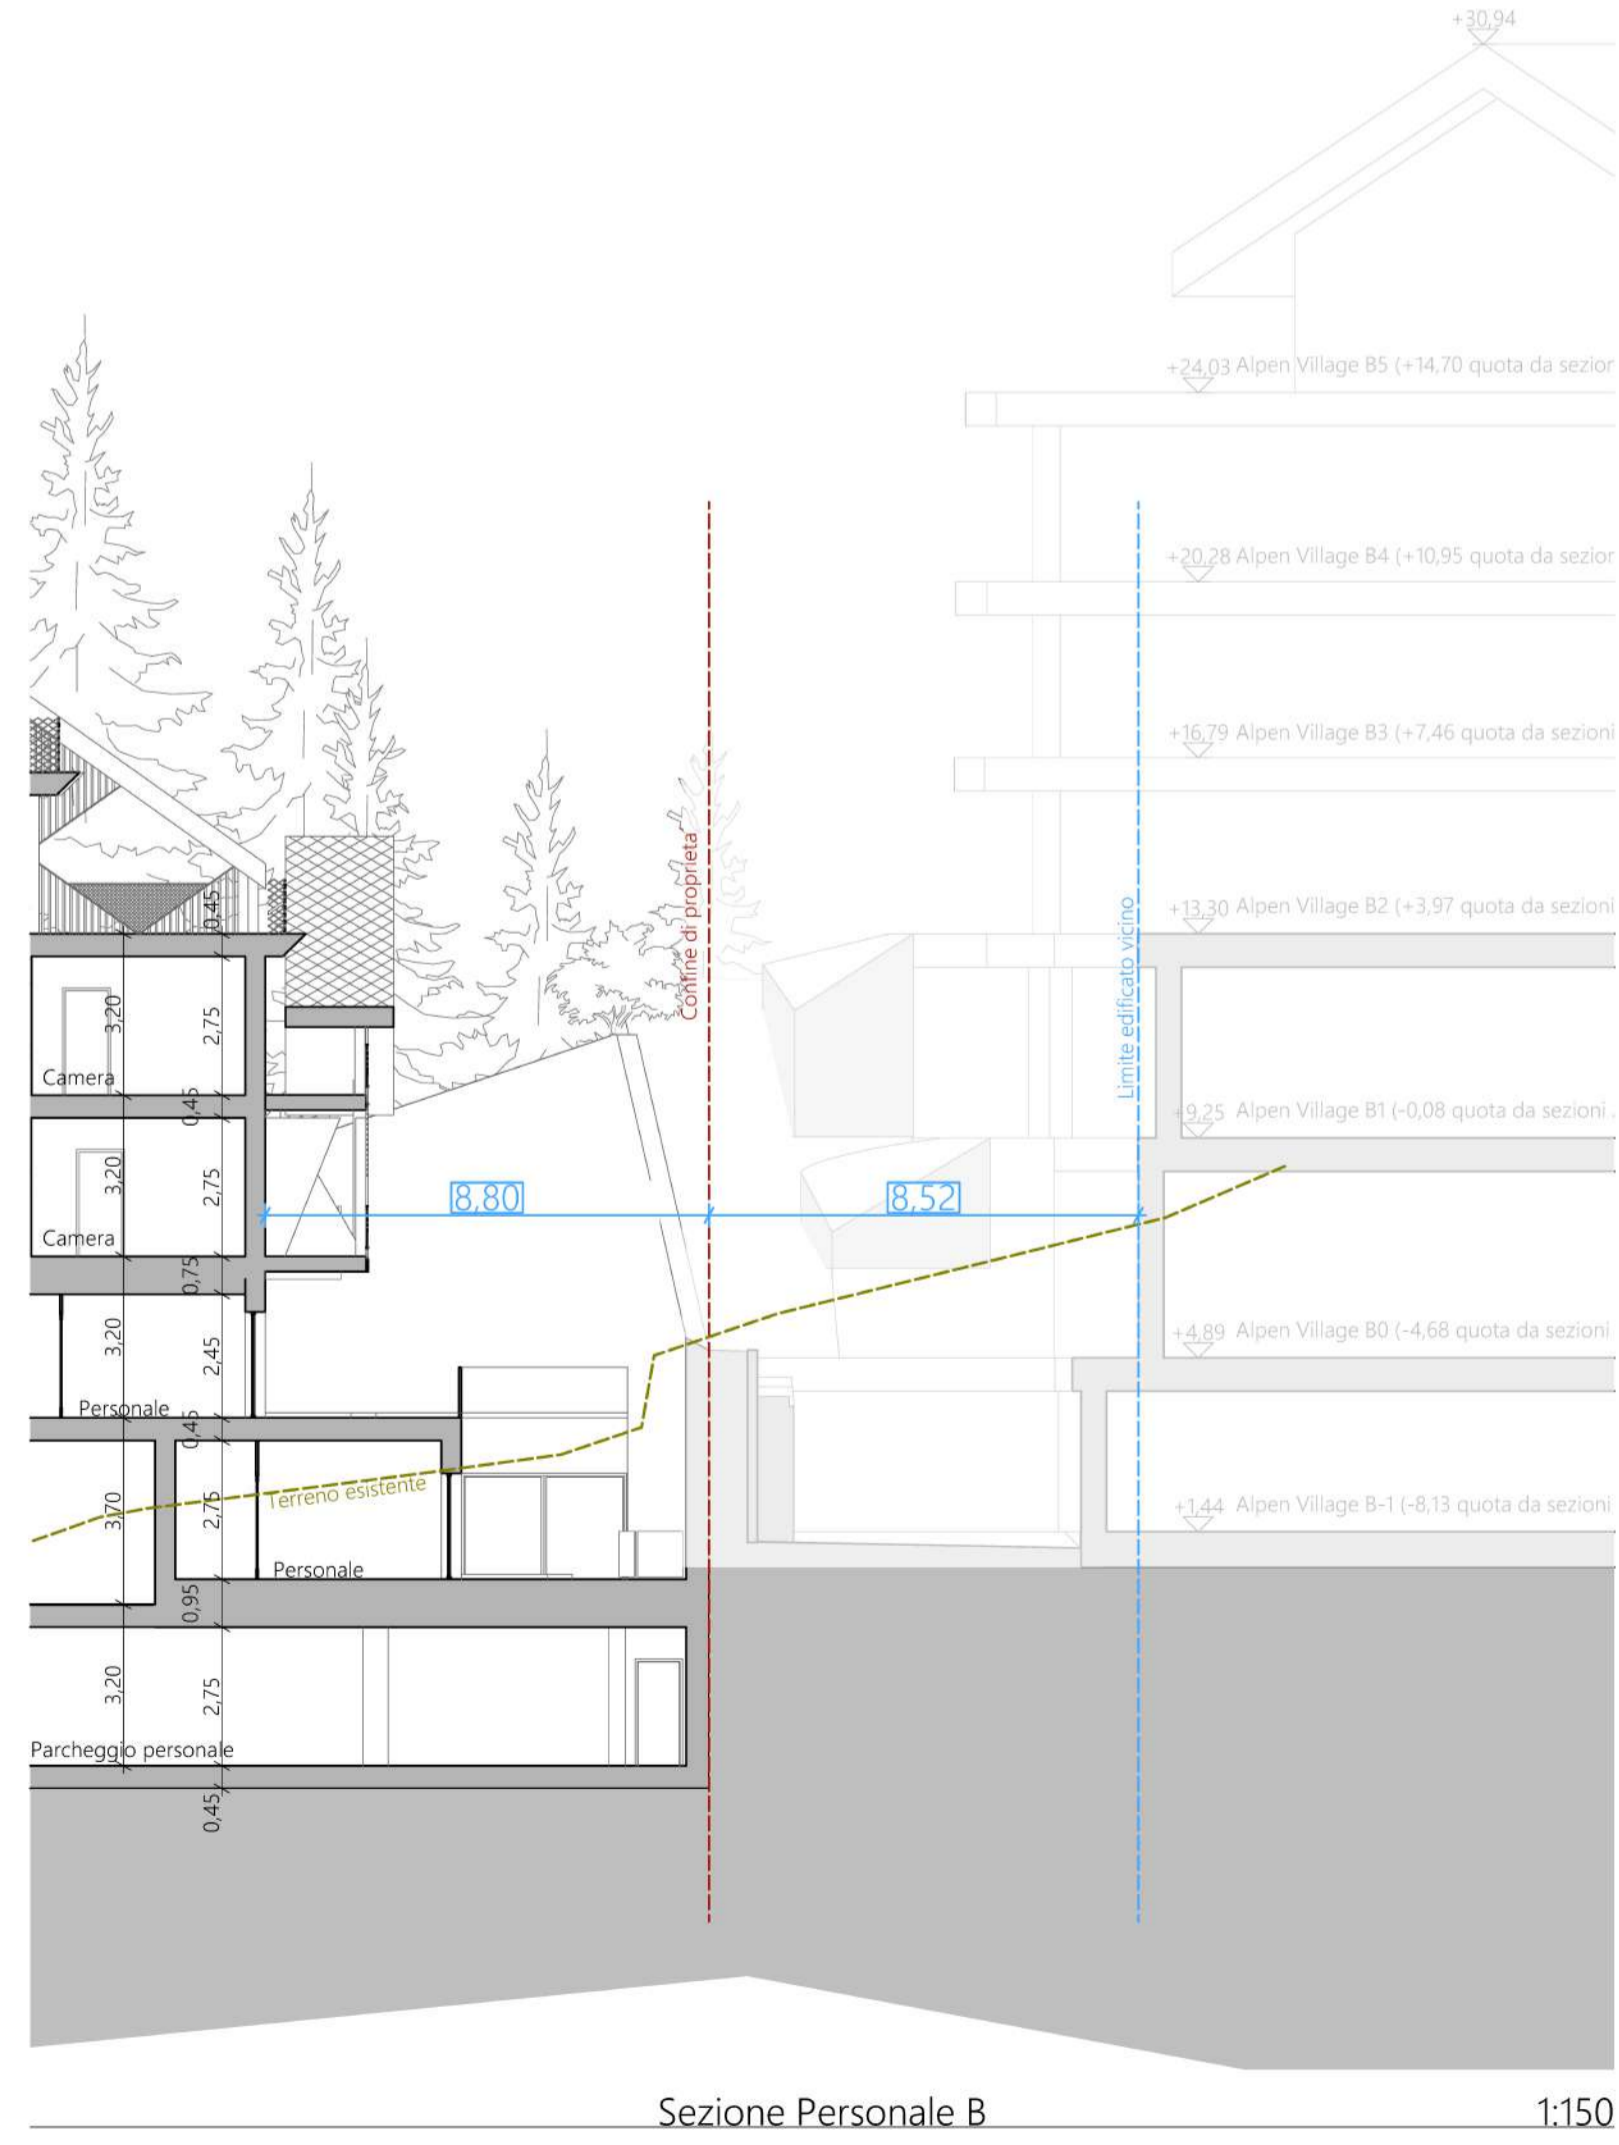 +30,94
+24,03 Alpen Village B5 (+14,70 quota da sezior
+20,28 Alpen Village B4 (+10,95 quota da sezior
+16,79 Alpen Village B3 (+7,46 quota da sezioni
Confine di proprieta'
Limite edificato vicino
+13,30 Alpen Village B2 (+3,97 quota da sezioni
0,45
3,20
2,75
Camera
0,45
+9,25 Alpen Village B1 (-0,08 quota da sezioni .
3,20
2,75
8,80
8,52
Camera
0,75
3,20
2,45
+4,89 Alpen Village B0 (-4,68 quota da sezioni
Personale
0,45
Terreno esistente
3,70
2,75
+1,44 Alpen Village B-1 (-8,13 quota da sezioni
Personale
0,95
3,20
2,75
Parcheggio personale
0,45
Sezione Personale B
1:150